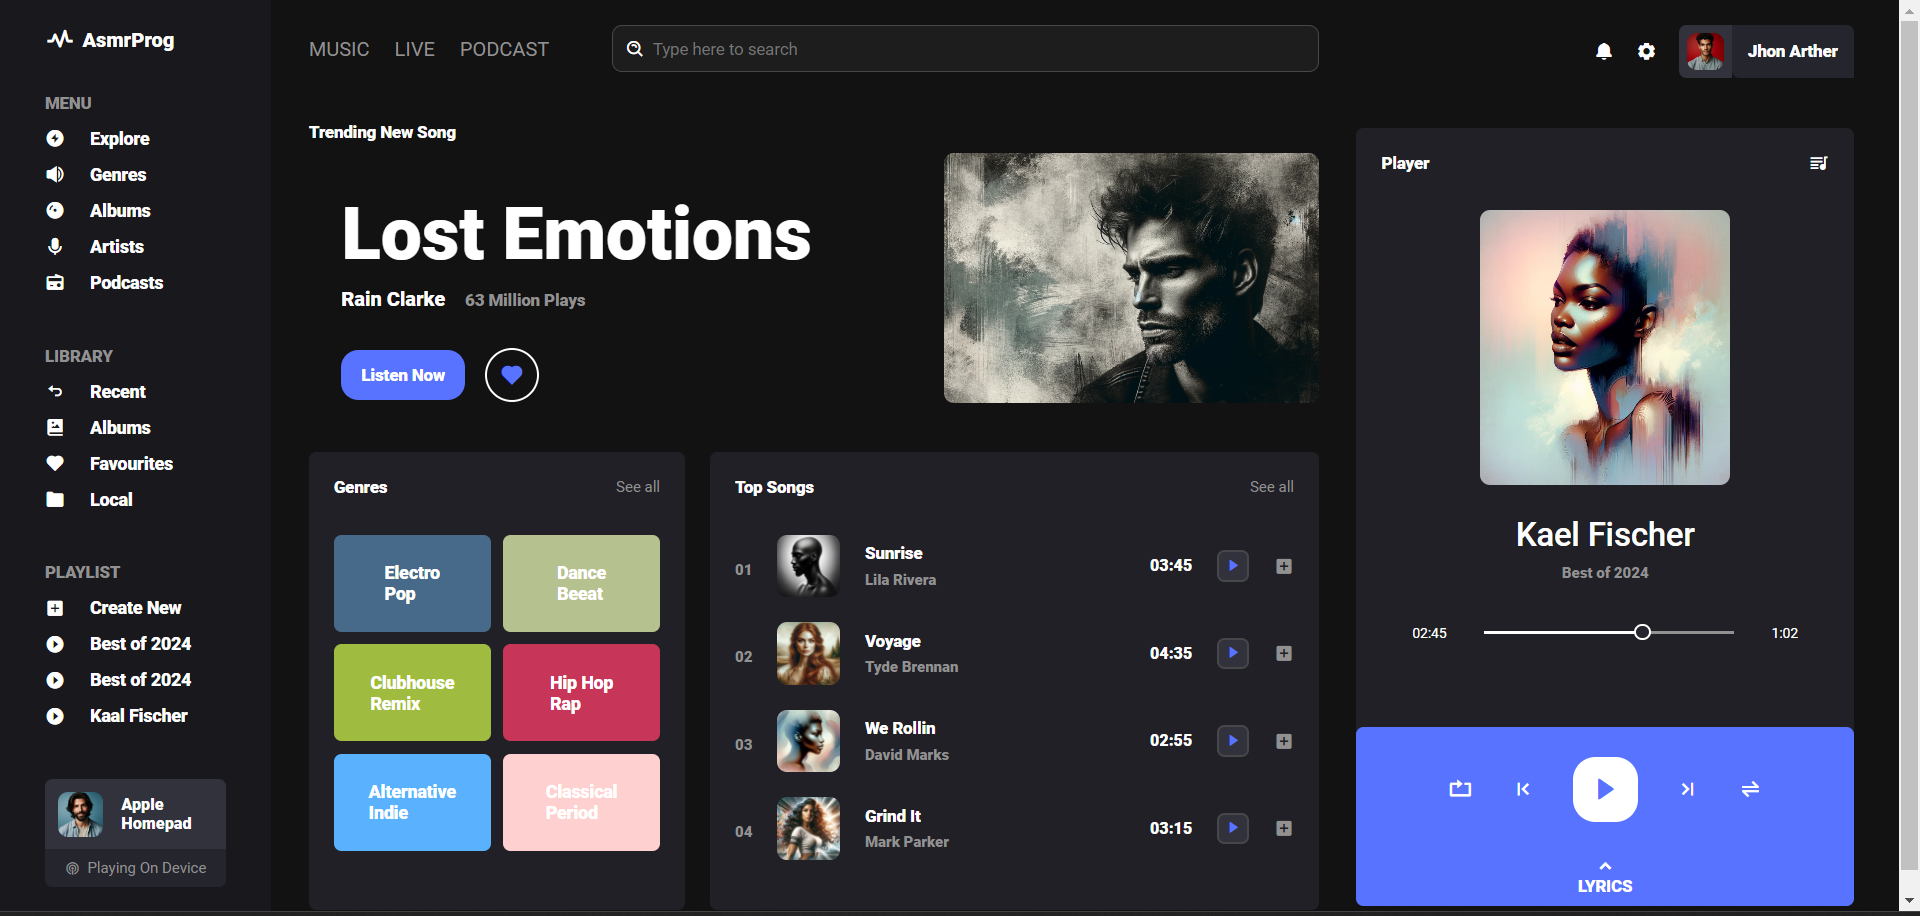 AsmrProg
MENU
Explore
Genres
Albums
Artists
Podcasts
LIBRARY
Recent
Albums
Favourites
Local
PLAYLIST
Create New
Best of 2024
Best of 2024
Kaal Fischer
Apple
Homepad
Playing On Device
MUSIC LIVE PODCAST
Type here to search
Jhon Arther
Trending New Song
Lost Emotions
Rain Clarke 63 Million Plays
Listen Now
Genres See all
Electro
Pop
Dance
Beeat
Clubhouse
Remix
Hip Hop
Rap
Alternative
Indie
Classical
Period
Top Songs See all
01 Sunrise 03:45
Lila Rivera
02 Voyage 04:35
Tyde Brennan
03 We Rollin 02:55
David Marks
04 Grind It 03:15
Mark Parker
Player
Kael Fischer
Best of 2024
02:45 1:02
LYRICS